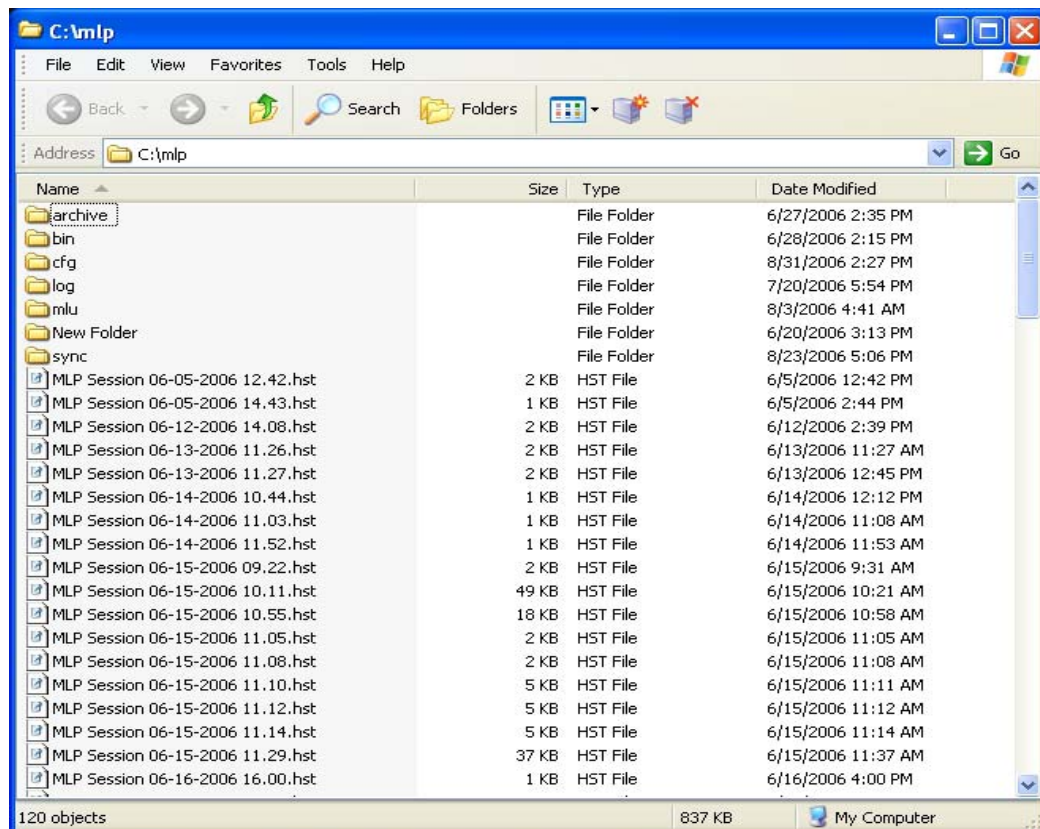 C:\mlp
File Edit View Favorites Tools Help
Back Search Folders
Address C:\mlp Go
Name Size Type Date Modified
archive File Folder 6/27/2006 2:35 PM
bin File Folder 6/28/2006 2:15 PM
cfg File Folder 8/31/2006 2:27 PM
log File Folder 7/20/2006 5:54 PM
mlu File Folder 8/3/2006 4:41 AM
New Folder File Folder 6/20/2006 3:13 PM
sync File Folder 8/23/2006 5:06 PM
MLP Session 06-05-2006 12.42.hst 2 KB HST File 6/5/2006 12:42 PM
MLP Session 06-05-2006 14.43.hst 1 KB HST File 6/5/2006 2:44 PM
MLP Session 06-12-2006 14.08.hst 2 KB HST File 6/12/2006 2:39 PM
MLP Session 06-13-2006 11.26.hst 2 KB HST File 6/13/2006 11:27 AM
MLP Session 06-13-2006 11.27.hst 2 KB HST File 6/13/2006 12:45 PM
MLP Session 06-14-2006 10.44.hst 1 KB HST File 6/14/2006 12:12 PM
MLP Session 06-14-2006 11.03.hst 1 KB HST File 6/14/2006 11:08 AM
MLP Session 06-14-2006 11.52.hst 1 KB HST File 6/14/2006 11:53 AM
MLP Session 06-15-2006 09.22.hst 2 KB HST File 6/15/2006 9:31 AM
MLP Session 06-15-2006 10.11.hst 49 KB HST File 6/15/2006 10:21 AM
MLP Session 06-15-2006 10.55.hst 18 KB HST File 6/15/2006 10:58 AM
MLP Session 06-15-2006 11.05.hst 2 KB HST File 6/15/2006 11:05 AM
MLP Session 06-15-2006 11.08.hst 2 KB HST File 6/15/2006 11:08 AM
MLP Session 06-15-2006 11.10.hst 5 KB HST File 6/15/2006 11:11 AM
MLP Session 06-15-2006 11.12.hst 5 KB HST File 6/15/2006 11:12 AM
MLP Session 06-15-2006 11.14.hst 5 KB HST File 6/15/2006 11:14 AM
MLP Session 06-15-2006 11.29.hst 37 KB HST File 6/15/2006 11:37 AM
MLP Session 06-16-2006 16.00.hst 1 KB HST File 6/16/2006 4:00 PM
120 objects 837 KB My Computer